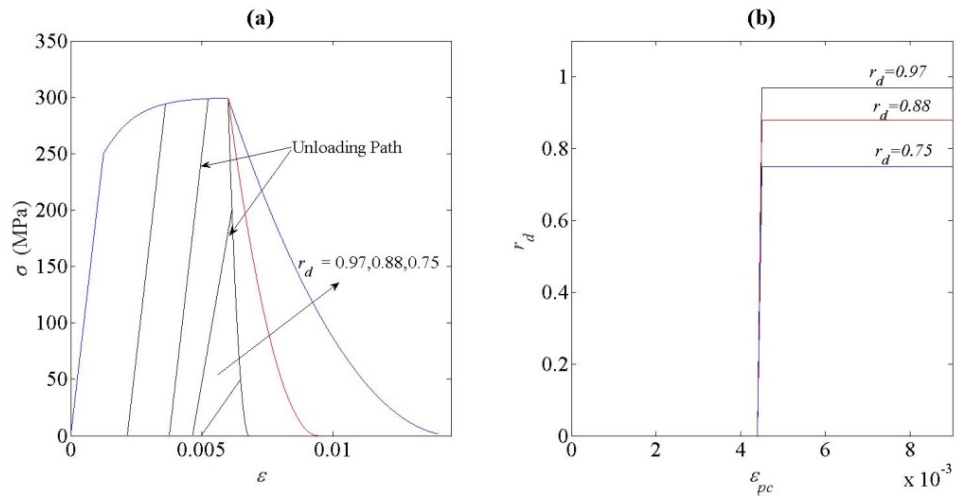 (a)
350
300
250
200
150
100
50
0
σ (MPa)
Unloading Path
r_d = 0.97,0.88,0.75
0
0.005
0.01
ε
(b)
1
0.8
0.6
0.4
0.2
0
r_d
r_d=0.97
r_d=0.88
r_d=0.75
0
2
4
6
8
x 10⁻³
ε_pc